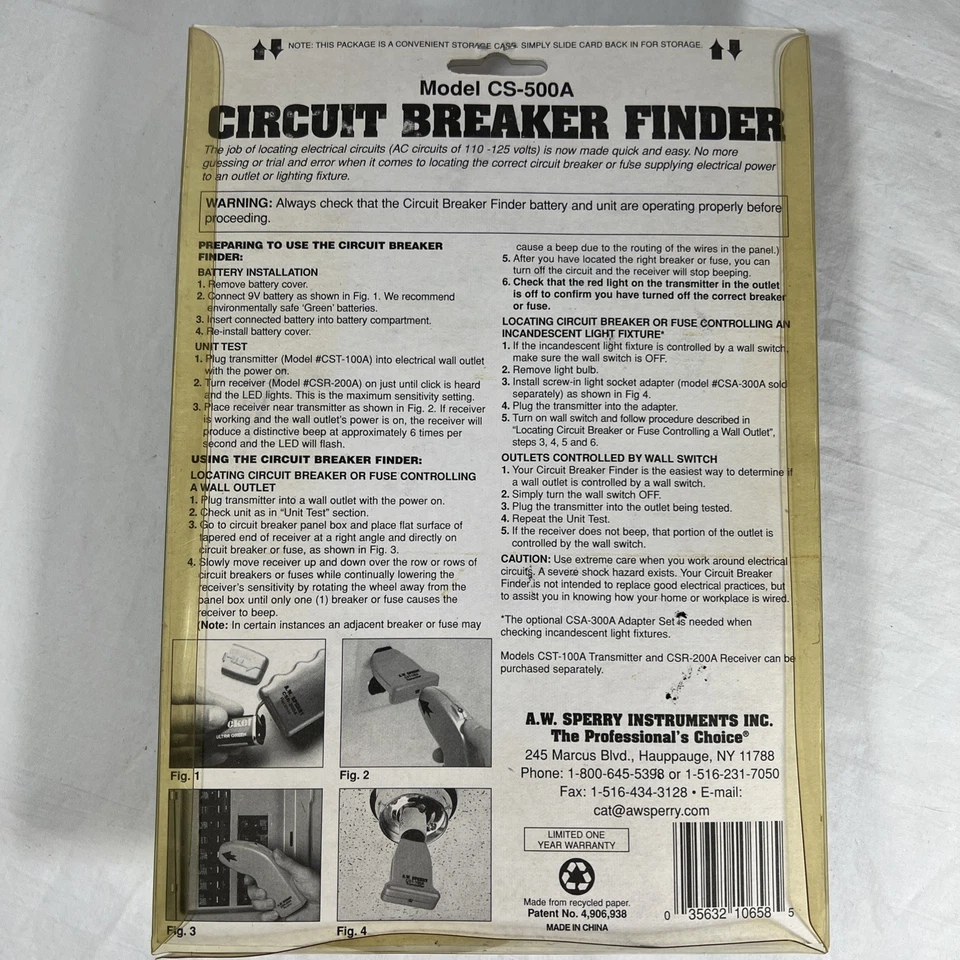 NOTE: THIS PACKAGE IS A CONVENIENT STORAGE CASE. SIMPLY SLIDE CARD BACK IN FOR STORAGE.
Model CS-500A
CIRCUIT BREAKER FINDER
The job of locating electrical circuits (AC circuits of 110 -125 volts) is now made quick and easy. No more
guessing or trial and error when it comes to locating the correct circuit breaker or fuse supplying electrical power
to an outlet or lighting fixture.
WARNING: Always check that the Circuit Breaker Finder battery and unit are operating properly before
proceeding.
PREPARING TO USE THE CIRCUIT BREAKER
FINDER:
BATTERY INSTALLATION
1. Remove battery cover.
2. Connect 9V battery as shown in Fig. 1. We recommend
environmentally safe 'Green' batteries.
3. Insert connected battery into battery compartment.
4. Re-install battery cover.
UNIT TEST
1. Plug transmitter (Model #CST-100A) into electrical wall outlet
with the power on.
2. Turn receiver (Model #CSR-200A) on just until click is heard
and the LED lights. This is the maximum sensitivity setting.
3. Place receiver near transmitter as shown in Fig. 2. If receiver
is working and the wall outlet's power is on, the receiver will
produce a distinctive beep at approximately 6 times per
second and the LED will flash.
USING THE CIRCUIT BREAKER FINDER:
LOCATING CIRCUIT BREAKER OR FUSE CONTROLLING
A WALL OUTLET
1. Plug transmitter into a wall outlet with the power on.
2. Check unit as in "Unit Test" section.
3. Go to circuit breaker panel box and place flat surface of
tapered end of receiver at a right angle and directly on
circuit breaker or fuse, as shown in Fig. 3.
4. Slowly move receiver up and down over the row or rows of
circuit breakers or fuses while continually lowering the
receiver's sensitivity by rotating the wheel away from the
panel box until only one (1) breaker or fuse causes the
receiver to beep.
(Note: In certain instances an adjacent breaker or fuse may
cause a beep due to the routing of the wires in the panel.)
5. After you have located the right breaker or fuse, you can
turn off the circuit and the receiver will stop beeping.
6. Check that the red light on the transmitter in the outlet
is off to confirm you have turned off the correct breaker
or fuse.
LOCATING CIRCUIT BREAKER OR FUSE CONTROLLING AN
INCANDESCENT LIGHT FIXTURE*
1. If the incandescent light fixture is controlled by a wall switch,
make sure the wall switch is OFF.
2. Remove light bulb.
3. Install screw-in light socket adapter (model #CSA-300A sold
separately) as shown in Fig 4.
4. Plug the transmitter into the adapter.
5. Turn on wall switch and follow procedure described in
"Locating Circuit Breaker or Fuse Controlling a Wall Outlet",
steps 3, 4, 5 and 6.
OUTLETS CONTROLLED BY WALL SWITCH
1. Your Circuit Breaker Finder is the easiest way to determine if
a wall outlet is controlled by a wall switch.
2. Simply turn the wall switch OFF.
3. Plug the transmitter into the outlet being tested.
4. Repeat the Unit Test.
5. If the receiver does not beep, that portion of the outlet is
controlled by the wall switch.
CAUTION: Use extreme care when you work around electrical
circuits. A severe shock hazard exists. Your Circuit Breaker
Finder is not intended to replace good electrical practices, but
to assist you in knowing how your home or workplace is wired.
*The optional CSA-300A Adapter Set is needed when
checking incandescent light fixtures.
Models CST-100A Transmitter and CSR-200A Receiver can be
purchased separately.
A.W. SPERRY
A.W. SPERRY
Fig. 1
Fig. 2
A.W. SPERRY
Fig. 3
Fig. 4
A.W. SPERRY INSTRUMENTS INC.
The Professional's Choice®
245 Marcus Blvd., Hauppauge, NY 11788
Phone: 1-800-645-5398 or 1-516-231-7050
Fax: 1-516-434-3128 • E-mail:
cat@awsperry.com
LIMITED ONE
YEAR WARRANTY
Made from recycled paper.
Patent No. 4,906,938
MADE IN CHINA
0 35632 10658 5